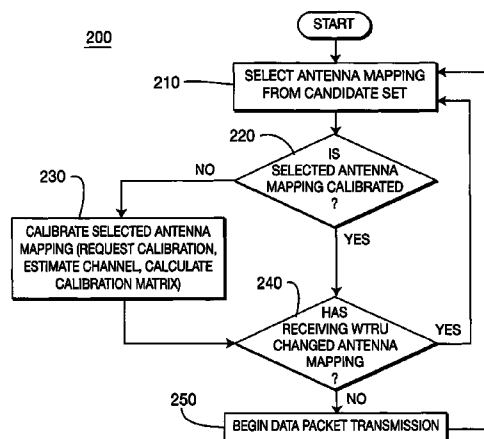 200
START
210
SELECT ANTENNA MAPPING
FROM CANDIDATE SET
220
IS
SELECTED ANTENNA
MAPPING CALIBRATED
?
NO
YES
230
CALIBRATE SELECTED ANTENNA
MAPPING (REQUEST CALIBRATION,
ESTIMATE CHANNEL, CALCULATE
CALIBRATION MATRIX)
240
HAS
RECEIVING WTRU
CHANGED ANTENNA
MAPPING
?
YES
NO
250
BEGIN DATA PACKET TRANSMISSION